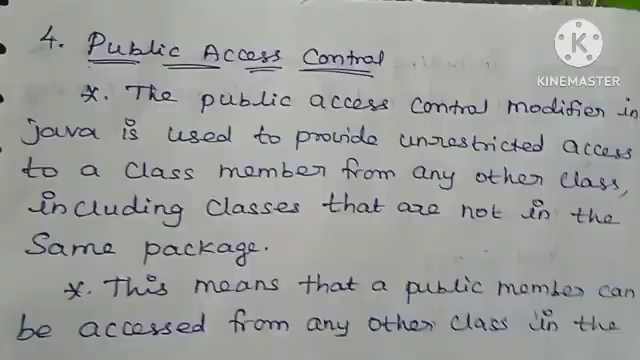 4. Public Access Control
*. The public access control modifier in
java is used to provide unrestricted access
to a class member from any other class,
including classes that are not in the
same package.
*. This means that a public member can
be accessed from any other class in the
KINEMASTER